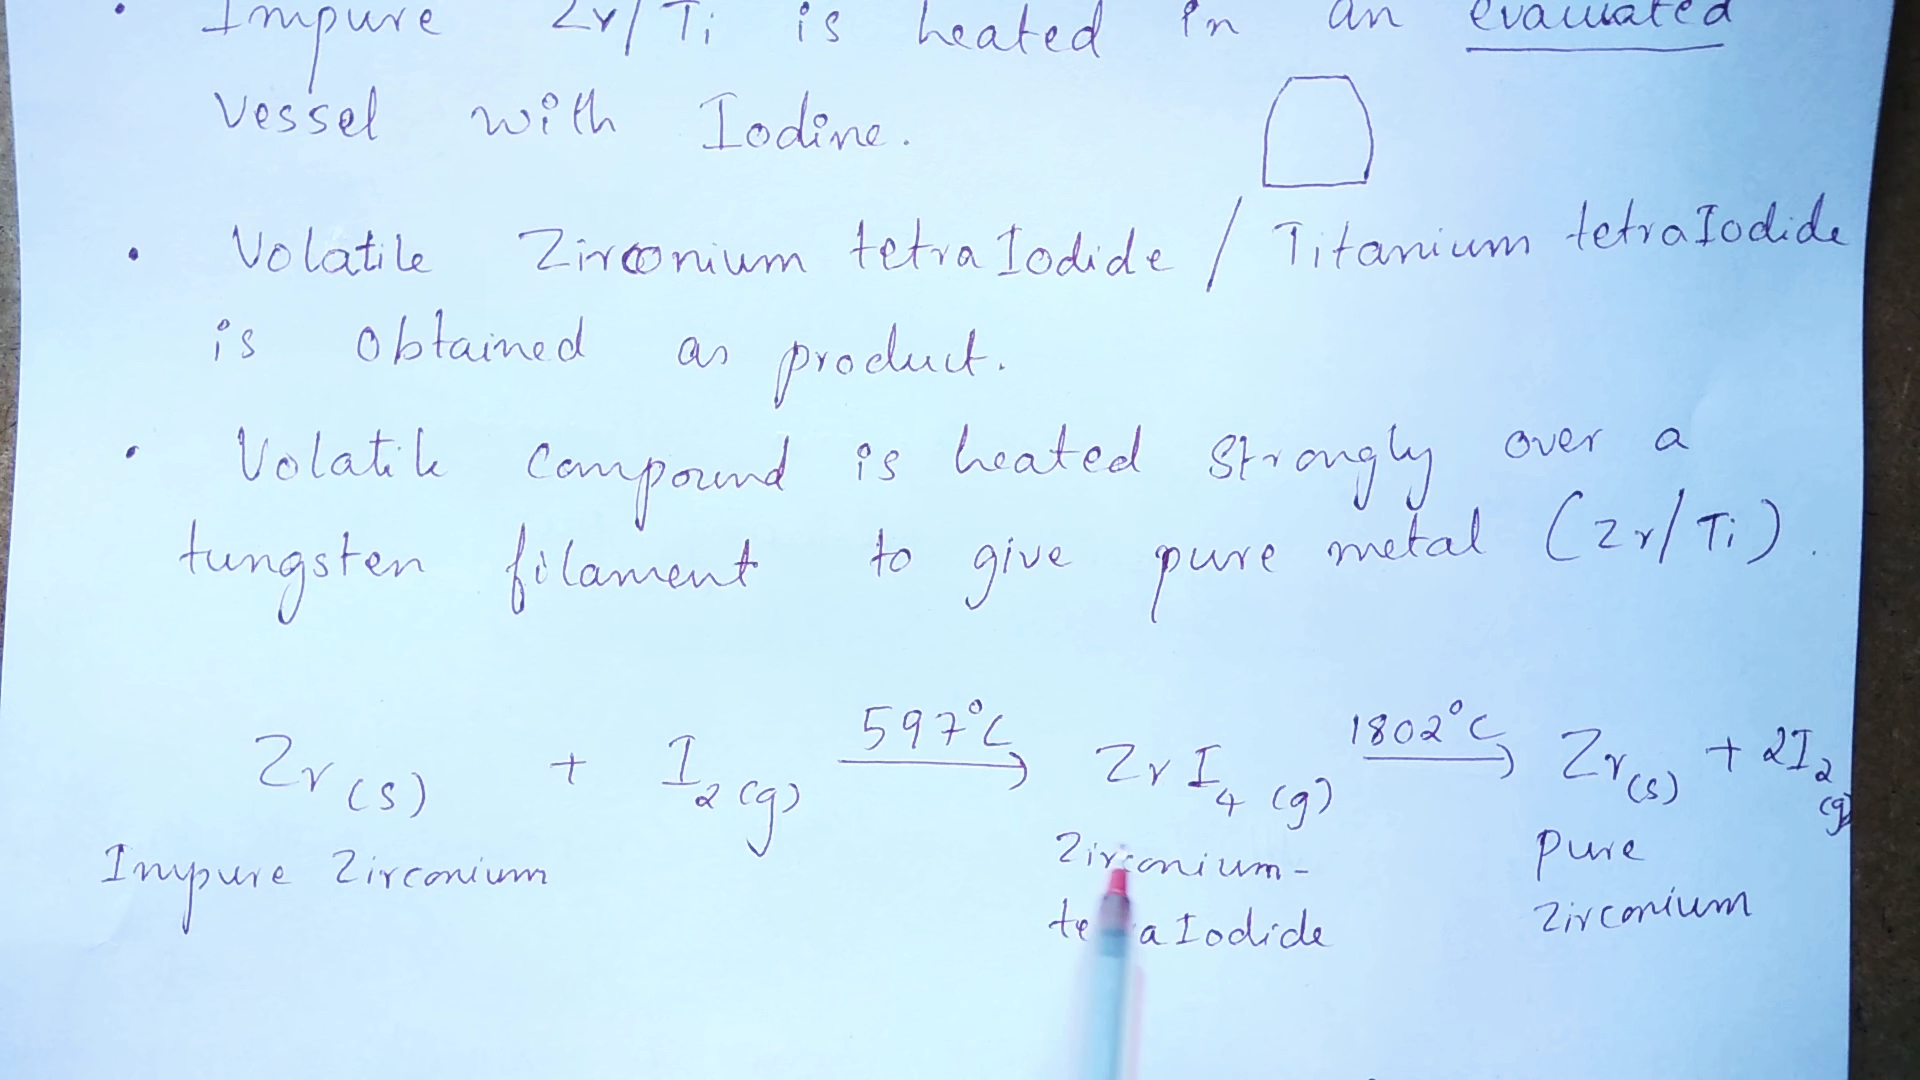 • Impure Zr/Ti is heated in an evacuated
vessel with Iodine.
• Volatile Zirconium tetraIodide / Titanium tetraIodide
is obtained as product.
• Volatile compound is heated strongly over a
tungsten filament to give pure metal (Zr/Ti).
Zr(s) + I₂(g) —597°C→ ZrI₄(g) —1802°C→ Zr(s) + 2I₂(g)
Impure Zirconium
Zirconium-
aIodide
Pure
Zirconium